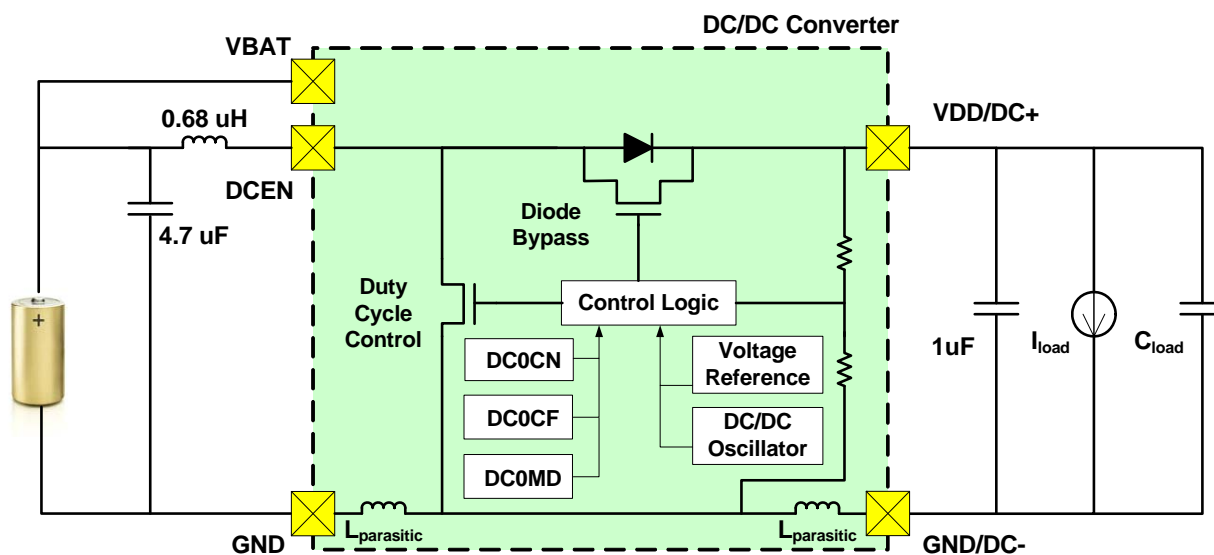 DC/DC Converter
VBAT
0.68 uH
VDD/DC+
DCEN
4.7 uF
Diode
Bypass
Duty
Cycle
Control
Control Logic
+
DC0CN
DC0CF
DC0MD
Voltage
Reference
DC/DC
Oscillator
1uF
Iload
Cload
Lparasitic
Lparasitic
GND
GND/DC-